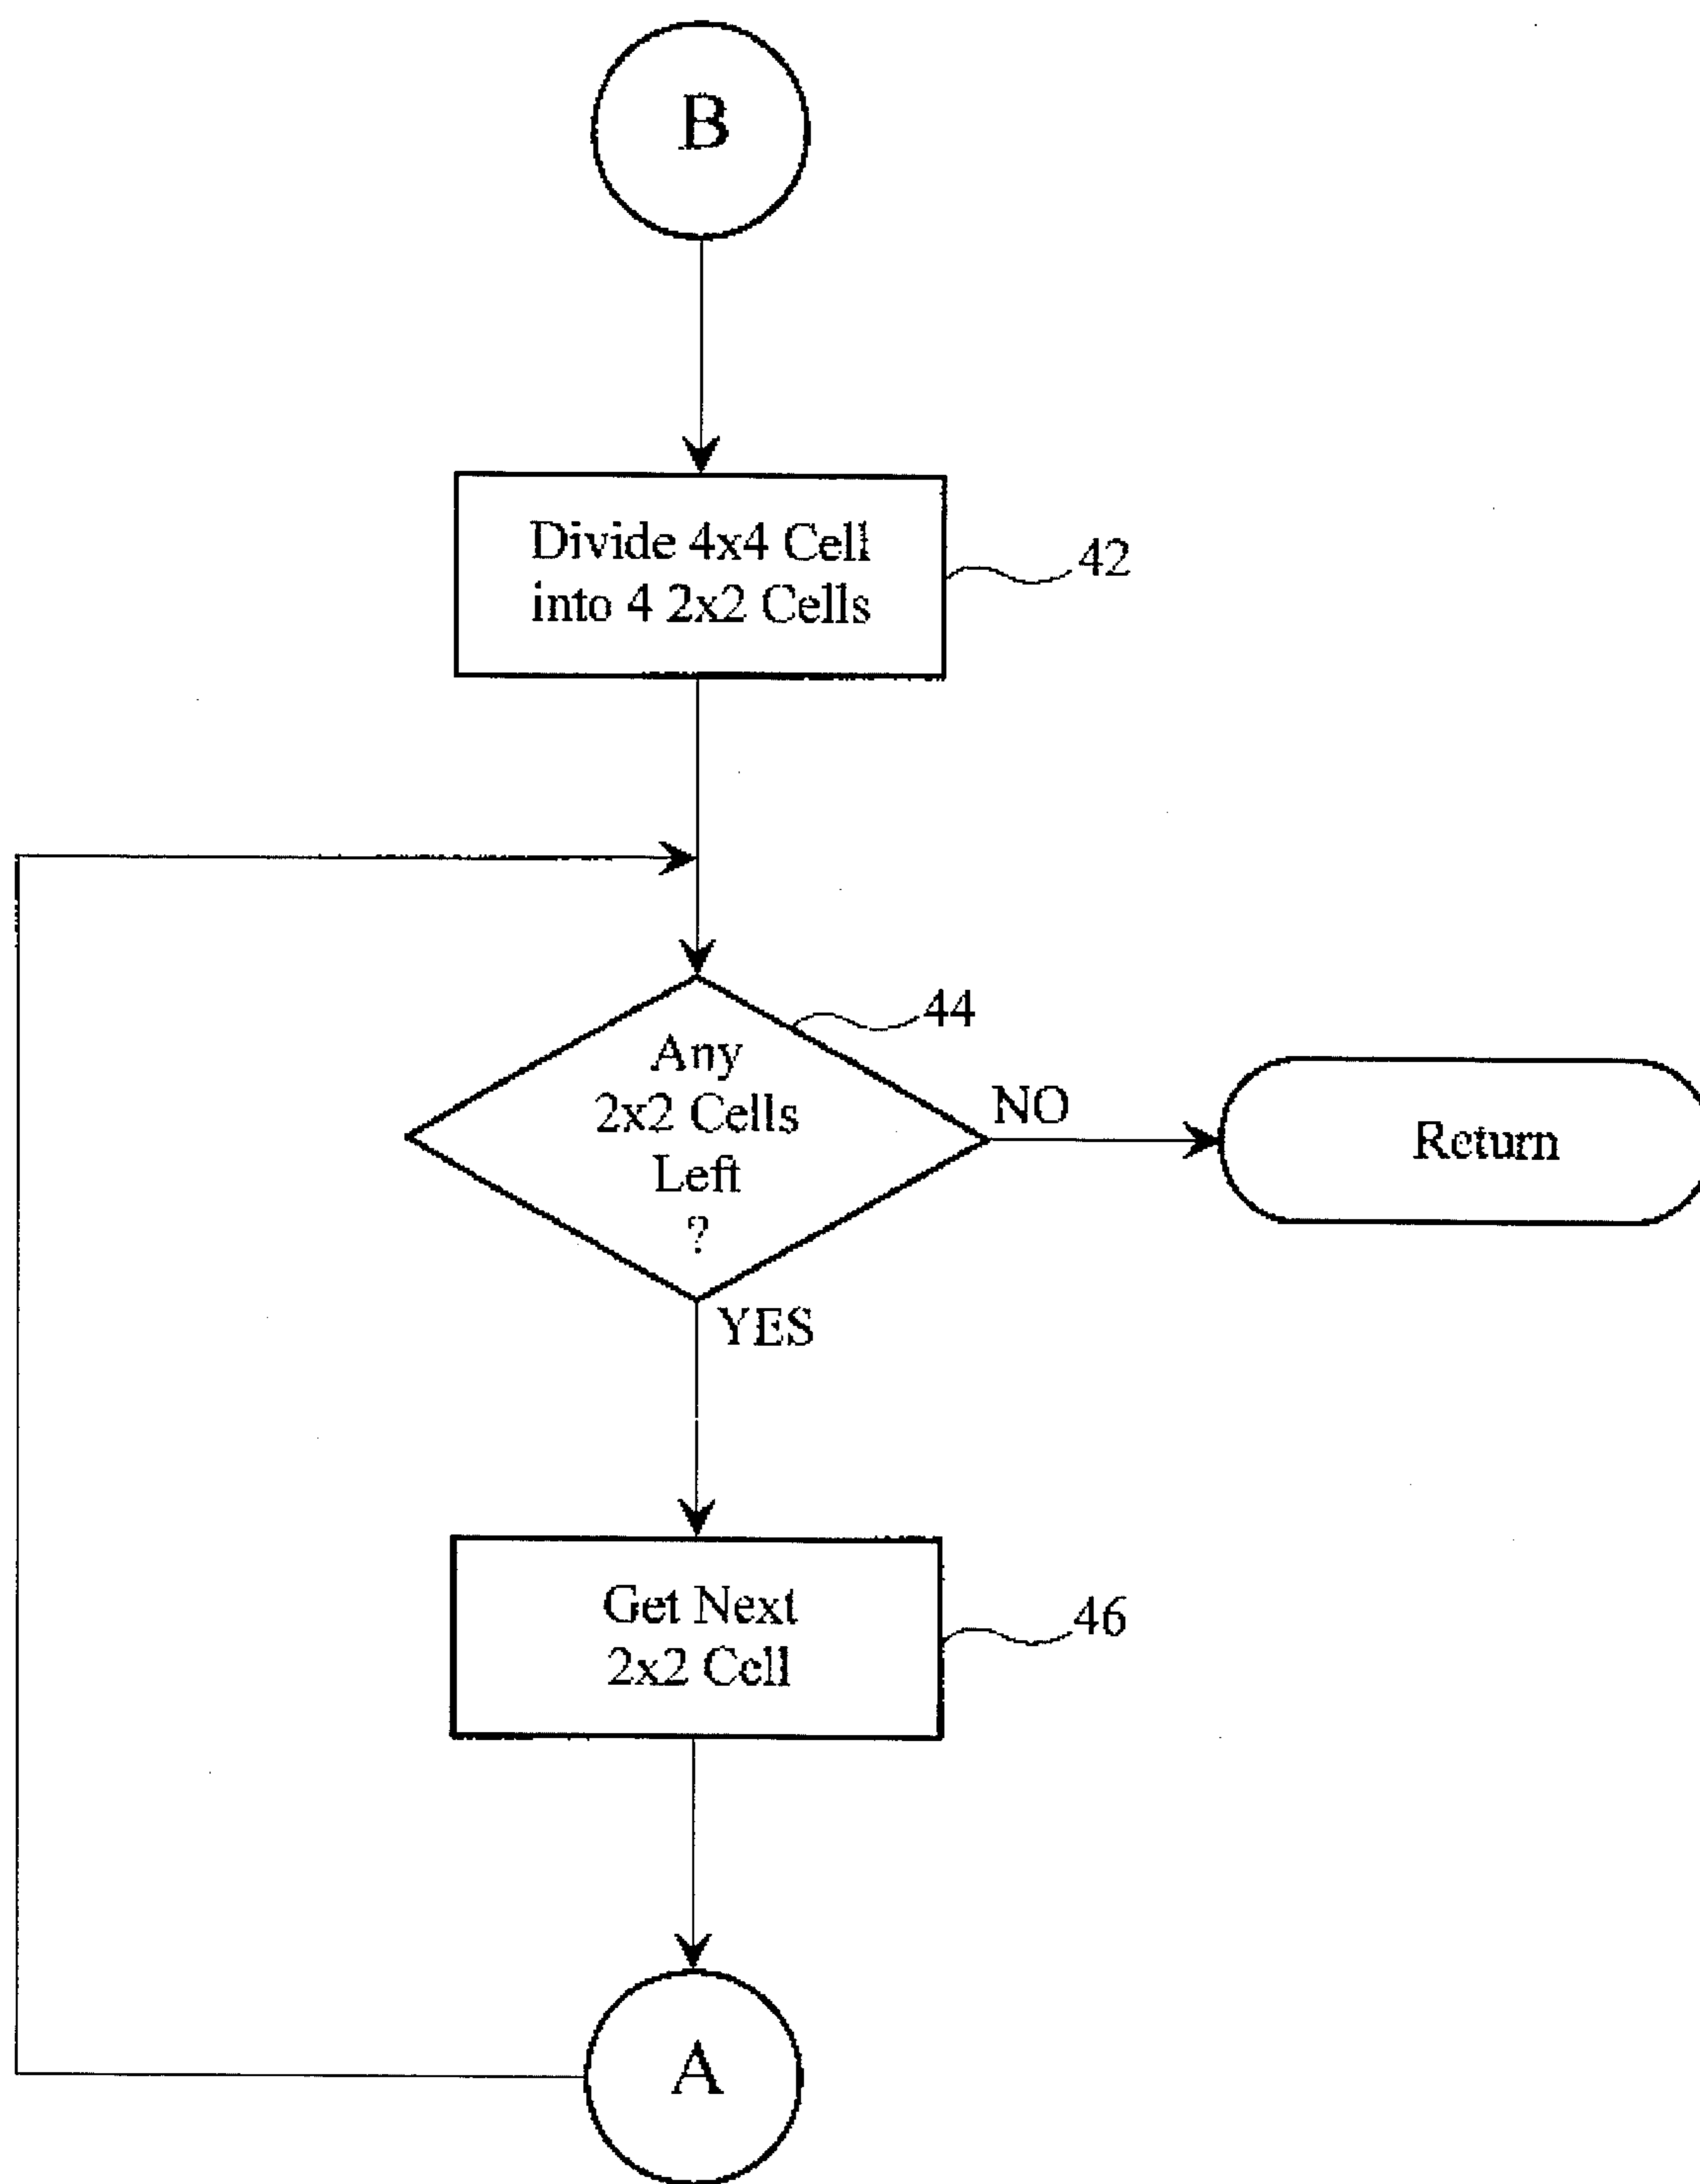 B
Divide 4x4 Cell
into 4 2x2 Cells
42
44
Any
2x2 Cells
Left
?
NO
Return
YES
Get Next
2x2 Cell
46
A